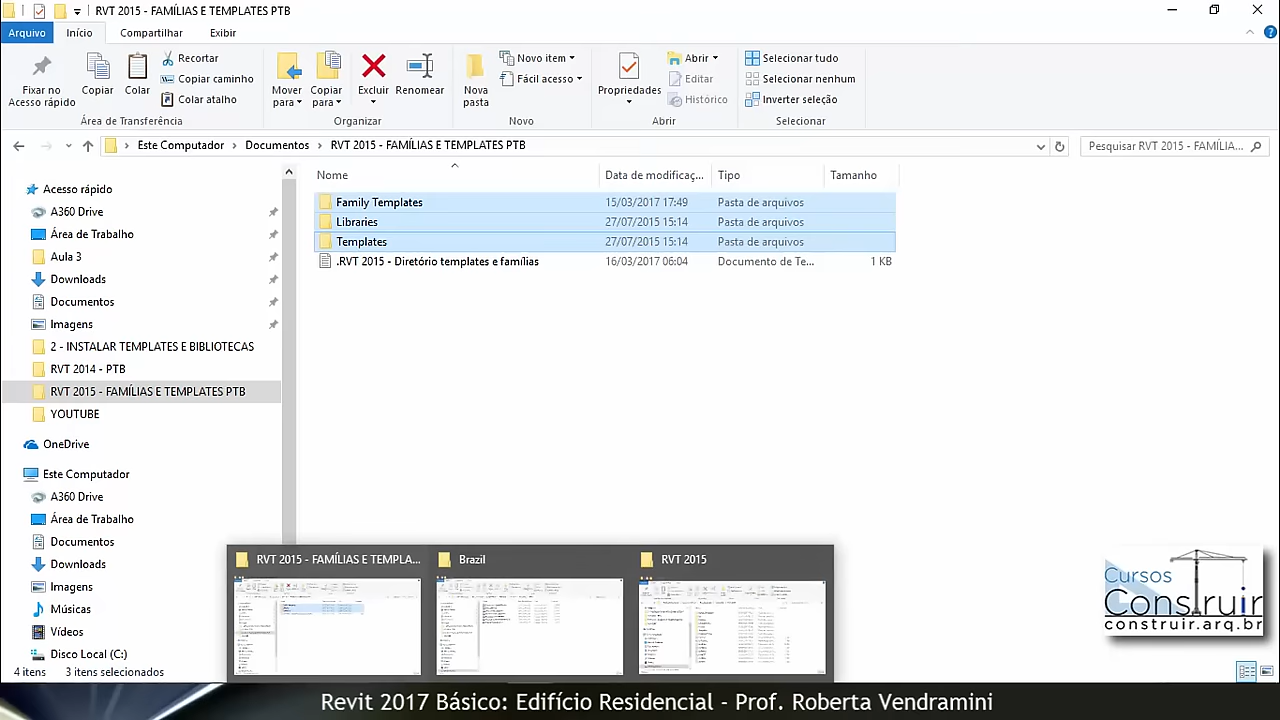 RVT 2015 - FAMÍLIAS E TEMPLATES PTB
Arquivo Início Compartilhar Exibir
Fixar no Acesso rápido
Copiar
Colar
Recortar
Copiar caminho
Colar atalho
Área de Transferência
Mover para
Copiar para
Excluir
Renomear
Organizar
Nova pasta
Novo item
Fácil acesso
Novo
Propriedades
Abrir
Editar
Histórico
Abrir
Selecionar tudo
Selecionar nenhum
Inverter seleção
Selecionar
Este Computador > Documentos > RVT 2015 - FAMÍLIAS E TEMPLATES PTB
Pesquisar RVT 2015 - FAMÍLIA...
Nome Data de modificaç... Tipo Tamanho
Family Templates 15/03/2017 17:49 Pasta de arquivos
Libraries 27/07/2015 15:14 Pasta de arquivos
Templates 27/07/2015 15:14 Pasta de arquivos
.RVT 2015 - Diretório templates e famílias 16/03/2017 06:04 Documento de Te... 1 KB
Acesso rápido
A360 Drive
Área de Trabalho
Aula 3
Downloads
Documentos
Imagens
2 - INSTALAR TEMPLATES E BIBLIOTECAS
RVT 2014 - PTB
RVT 2015 - FAMÍLIAS E TEMPLATES PTB
YOUTUBE
OneDrive
Este Computador
A360 Drive
Área de Trabalho
Documentos
Downloads
Imagens
Músicas
Vídeos
(C:)
4 itens itens selecionados
RVT 2015 - FAMÍLIAS E TEMPLA...
Brazil
RVT 2015
Cursos
Construir
construir.arq.br
Revit 2017 Básico: Edifício Residencial - Prof. Roberta Vendramini